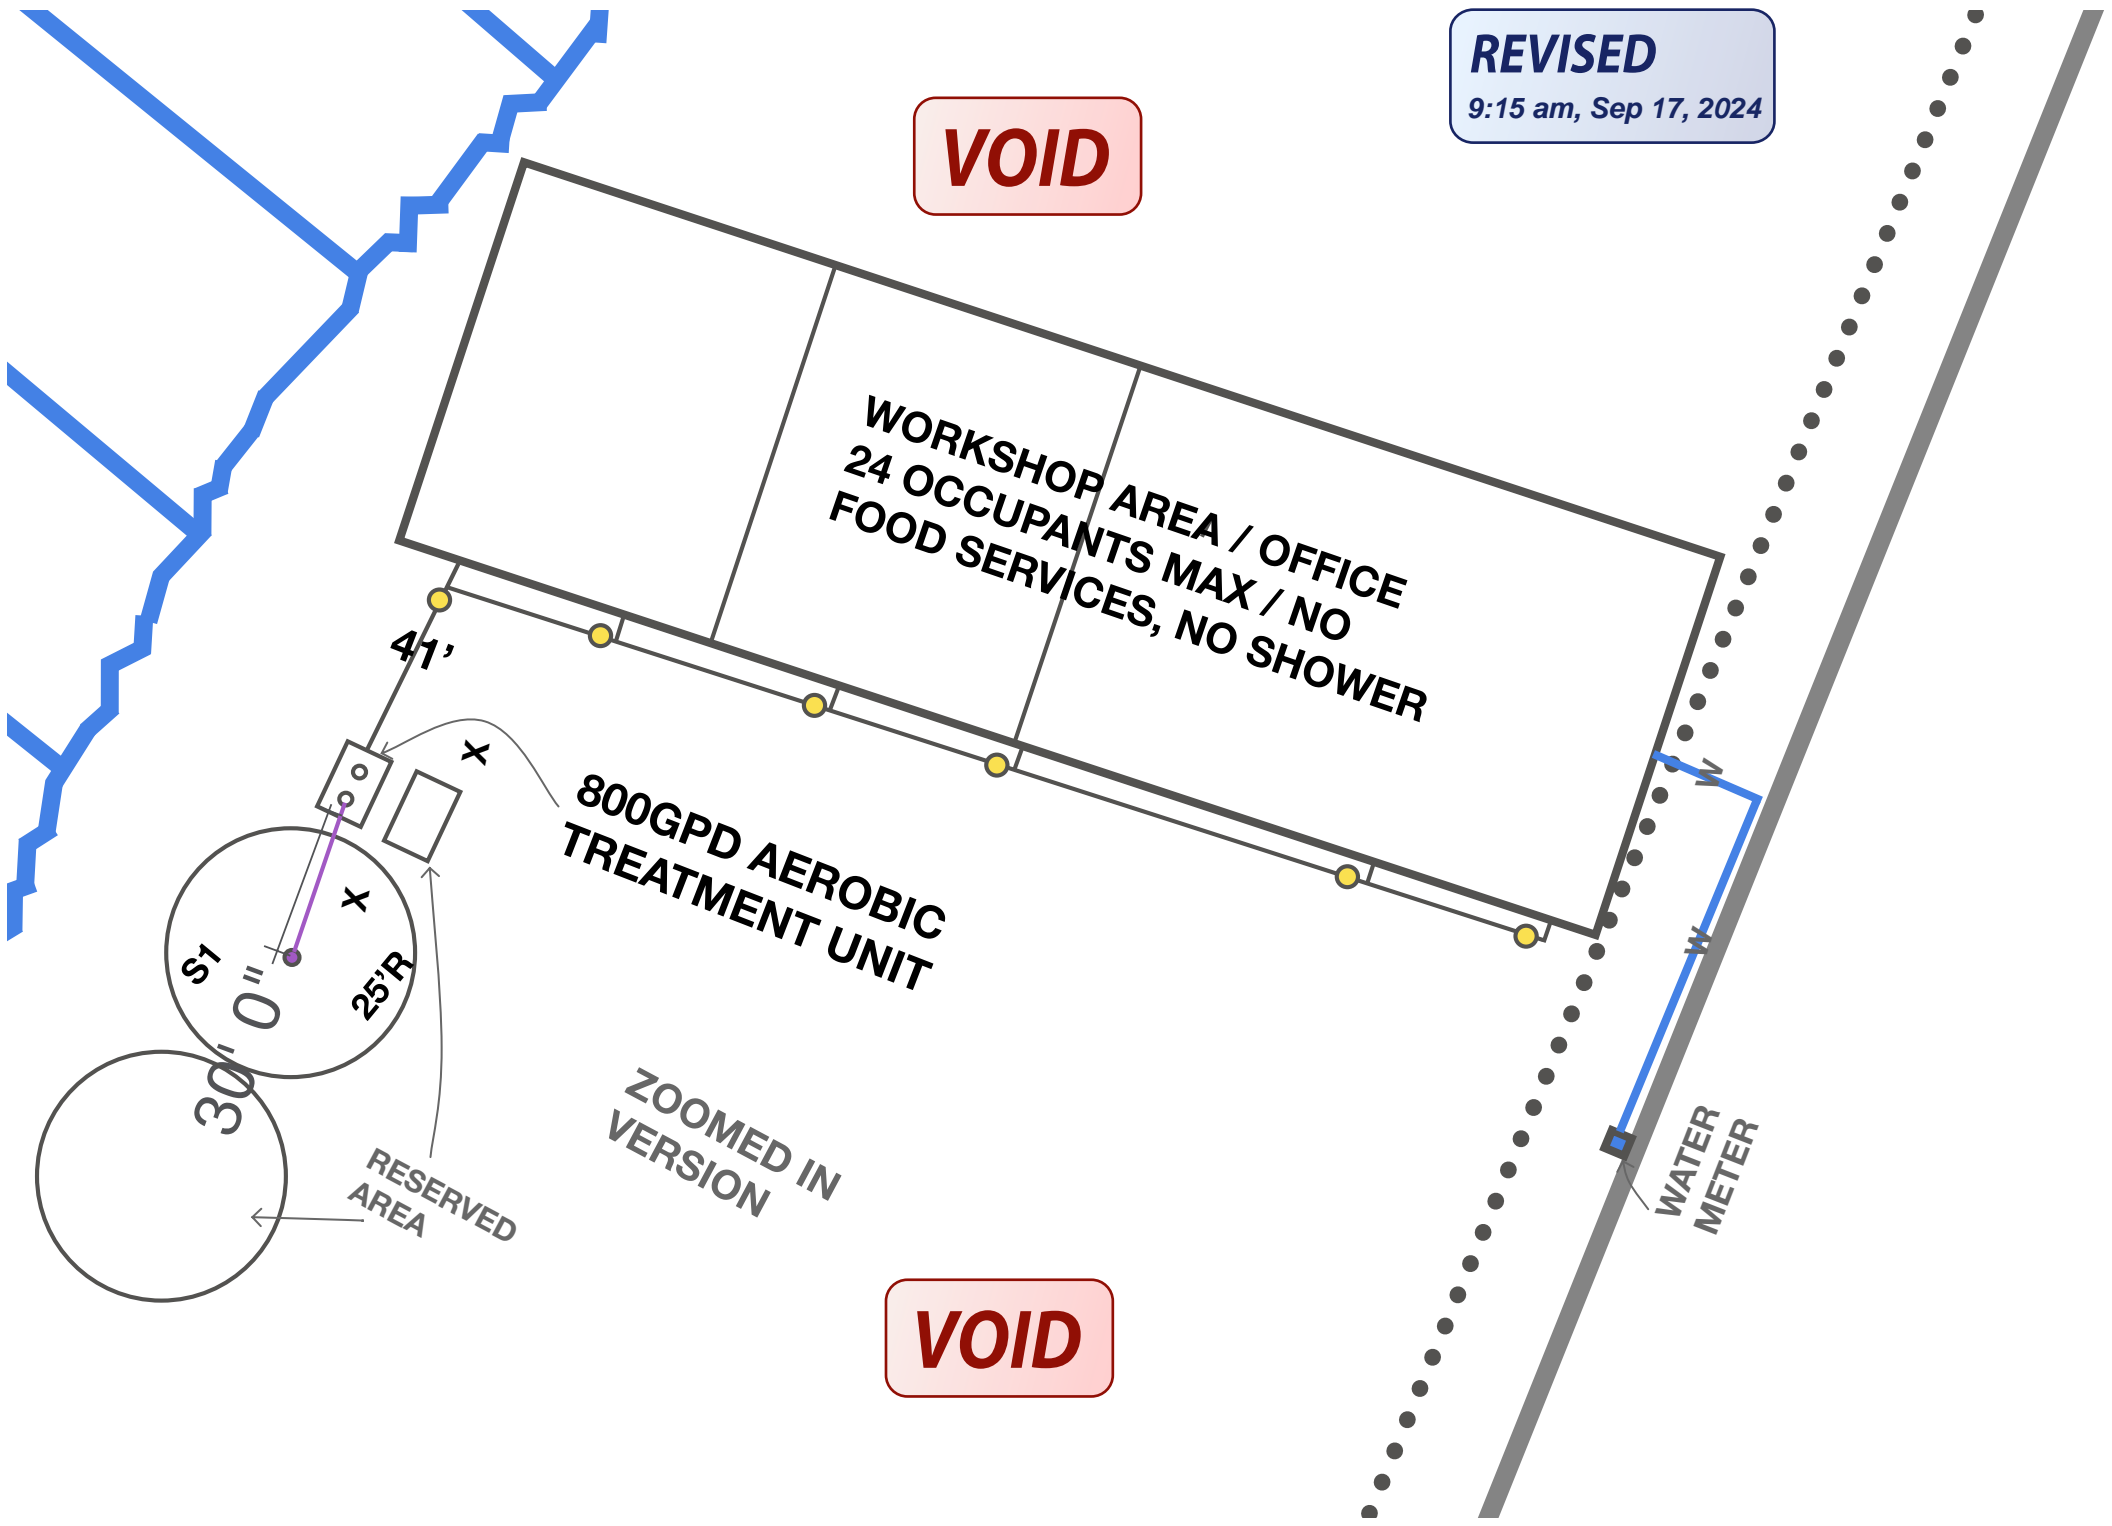 REVISED
9:15 am, Sep 17, 2024
VOID
WORKSHOP AREA / OFFICE
24 OCCUPANTS MAX / NO
FOOD SERVICES, NO SHOWER
41’
X
800GPD AEROBIC
TREATMENT UNIT
X
S1
25’R
30' 0"
W
W
ZOOMED IN
VERSION
RESERVED
AREA
WATER
METER
VOID